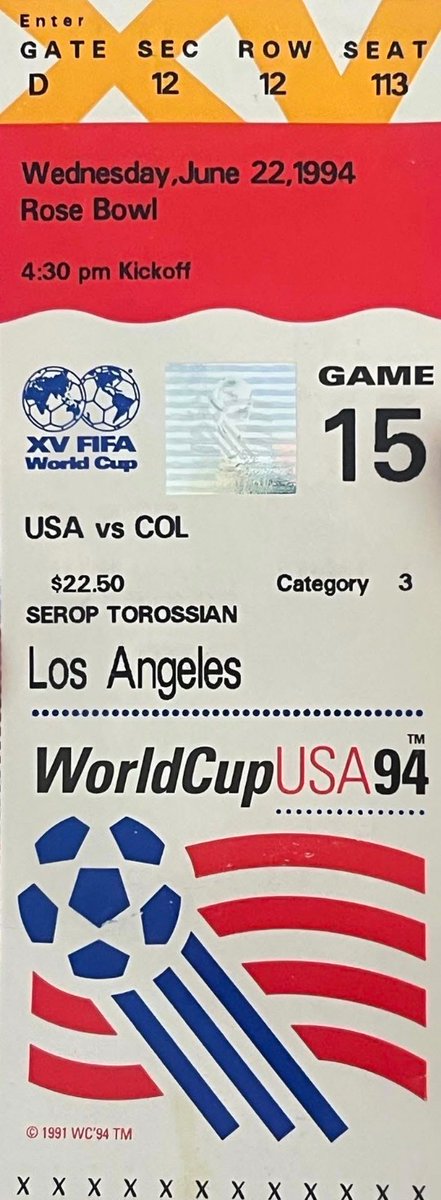 Enter
GATE SEC ROW SEAT
D 12 12 113
Wednesday,June 22,1994
Rose Bowl
4:30 pm Kickoff
GAME
15
XV FIFA
World Cup
USA vs COL
$22.50 Category 3
SEROP TOROSSIAN
Los Angeles
WorldCupUSA94™
© 1991 WC'94 TM
X X X X X X X X X X X X